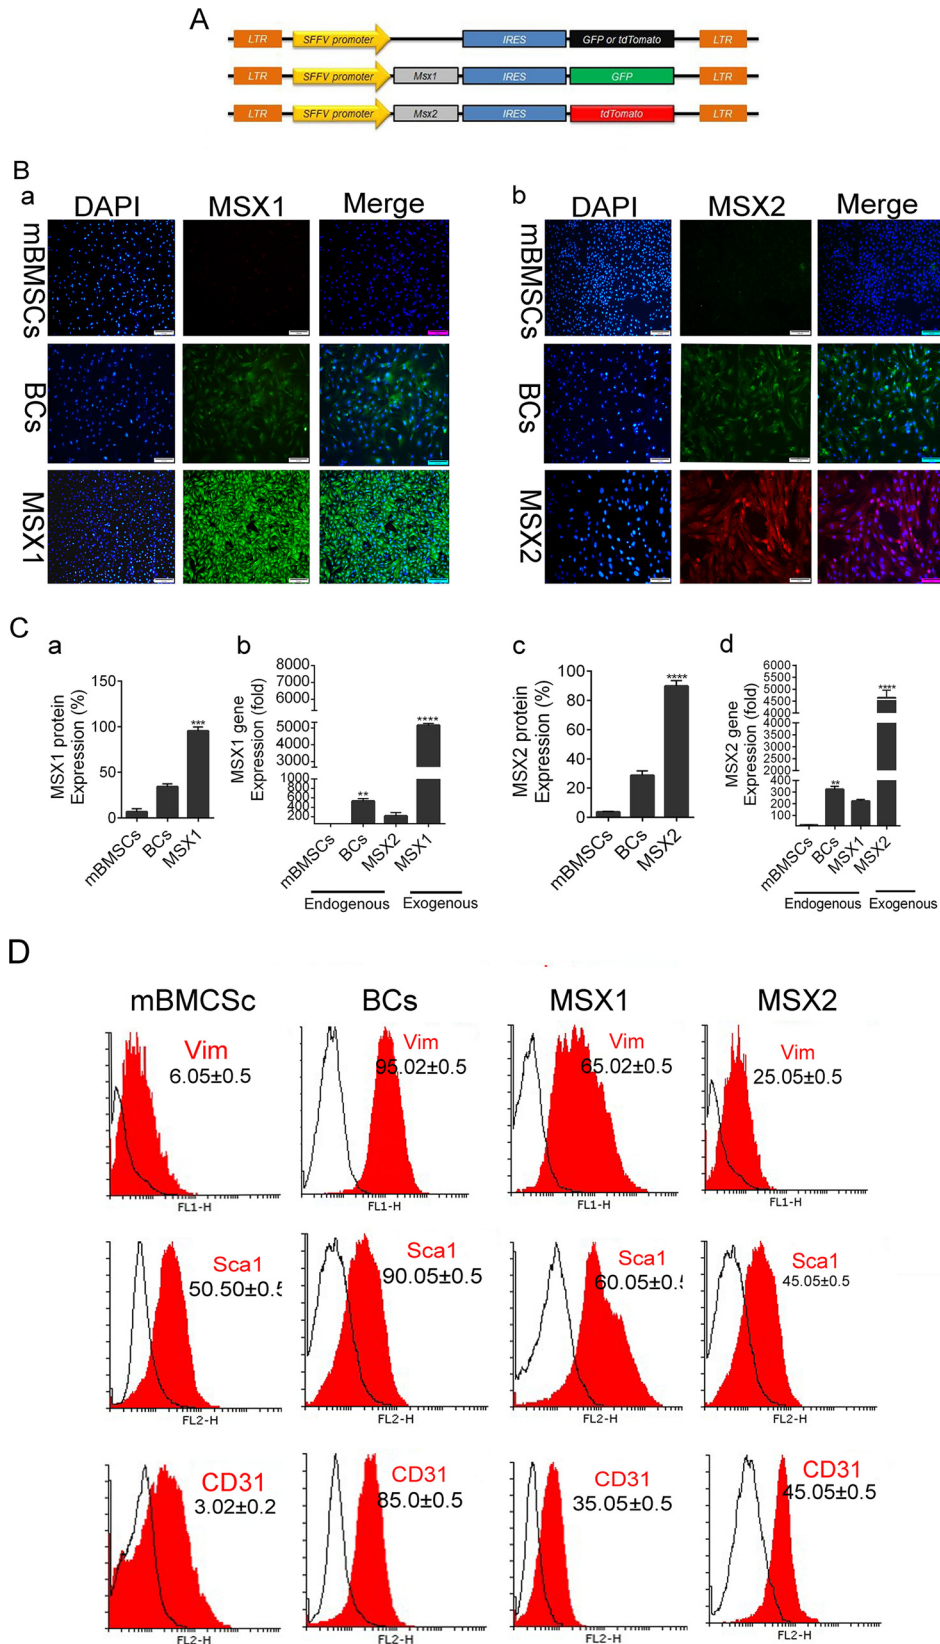 A
LTR SFFV promoter IRES GFP or tdTomato LTR
LTR SFFV promoter Msx1 IRES GFP LTR
LTR SFFV promoter Msx2 IRES tdTomato LTR
B
a
DAPI MSX1 Merge
mBMSCs
BCs
MSX1
b
DAPI MSX2 Merge
mBMSCs
BCs
MSX2
C
a
MSX1 protein
Expression (%)
100
50
0
***
mBMSCs
BCs
MSX1
b
MSX1 gene
Expression (fold)
8000
7000
6000
5000
4000
3000
2000
1000
800
600
400
200
**
****
mBMSCs
BCs
MSX2
MSX1
Endogenous
Exogenous
c
MSX2 protein
Expression (%)
100
80
60
40
20
0
****
mBMSCs
BCs
MSX2
d
MSX2 gene
Expression (fold)
6000
5500
5000
4500
4000
3000
2000
1000
400
300
200
100
**
****
mBMSCs
BCs
MSX1
MSX2
Endogenous
Exogenous
D
mBMCSc BCs MSX1 MSX2
Vim
6.05±0.5
FL1-H
Vim
95.02±0.5
FL1-H
Vim
65.02±0.5
FL1-H
Vim
25.05±0.5
FL1-H
Sca1
50.50±0.5
FL2-H
Sca1
90.05±0.5
FL2-H
Sca1
60.05±0.5
FL2-H
Sca1
45.05±0.5
FL2-H
CD31
3.02±0.2
FL2-H
CD31
85.0±0.5
FL2-H
CD31
35.05±0.5
FL2-H
CD31
45.05±0.5
FL2-H